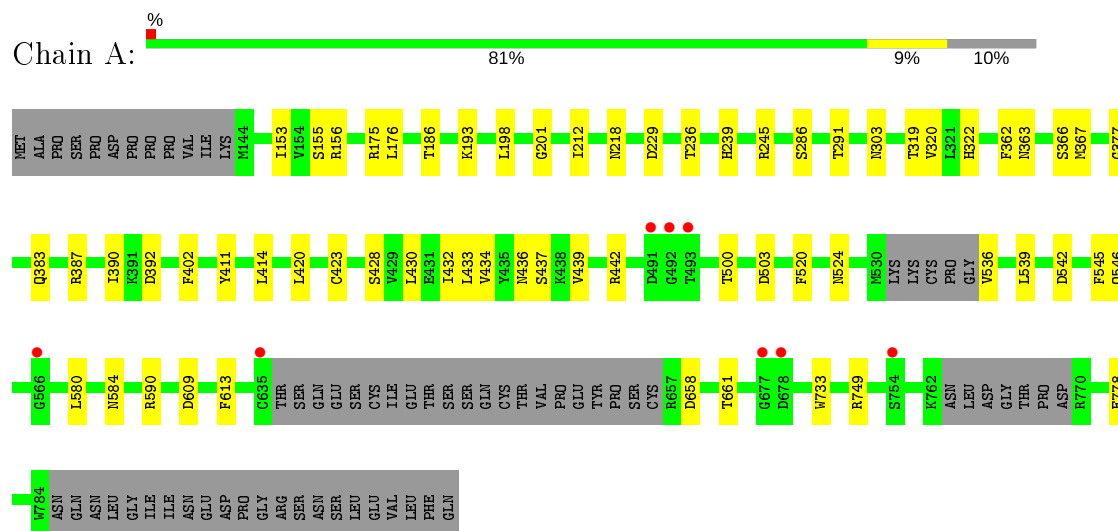 %
Chain A:
81% 9% 10%
MET ALA PRO SER PRO ASP PRO PRO PRO VAL ILE LYS M144 I153 V154 S155 R156 R175 L176 T186 K193 L198 G201 I212 N218 D229 T236 H239 R245 S286 T291 N303 T319 V320 L321 H322 F362 N363 S366 M367
Q383 R387 I390 K391 D392 F402 Y411 L414 L420 C423 S428 V429 L430 E431 I432 L433 V434 Y435 N436 S437 K438 V439 R442 D491 G492 T493 T500 D503 F520 N524 M530 LYS LYS CYS PRO GLY V536 L539 D542 F545
G566 L580 N584 R590 D609 F613 C635 THR SER GLN GLU SER CYS ILE GLU THR SER SER GLN CYS THR VAL PRO GLU TYR PRO SER CYS R657 D658 T661 G677 D678 W733 R749 S754 K762 ASN LEU ASP GLY THR PRO ASP R770
W784 ASN GLN ASN LEU GLY ILE ILE ASN GLU ASP PRO GLY ARG SER ASN SER LEU GLU VAL LEU PHE GLN